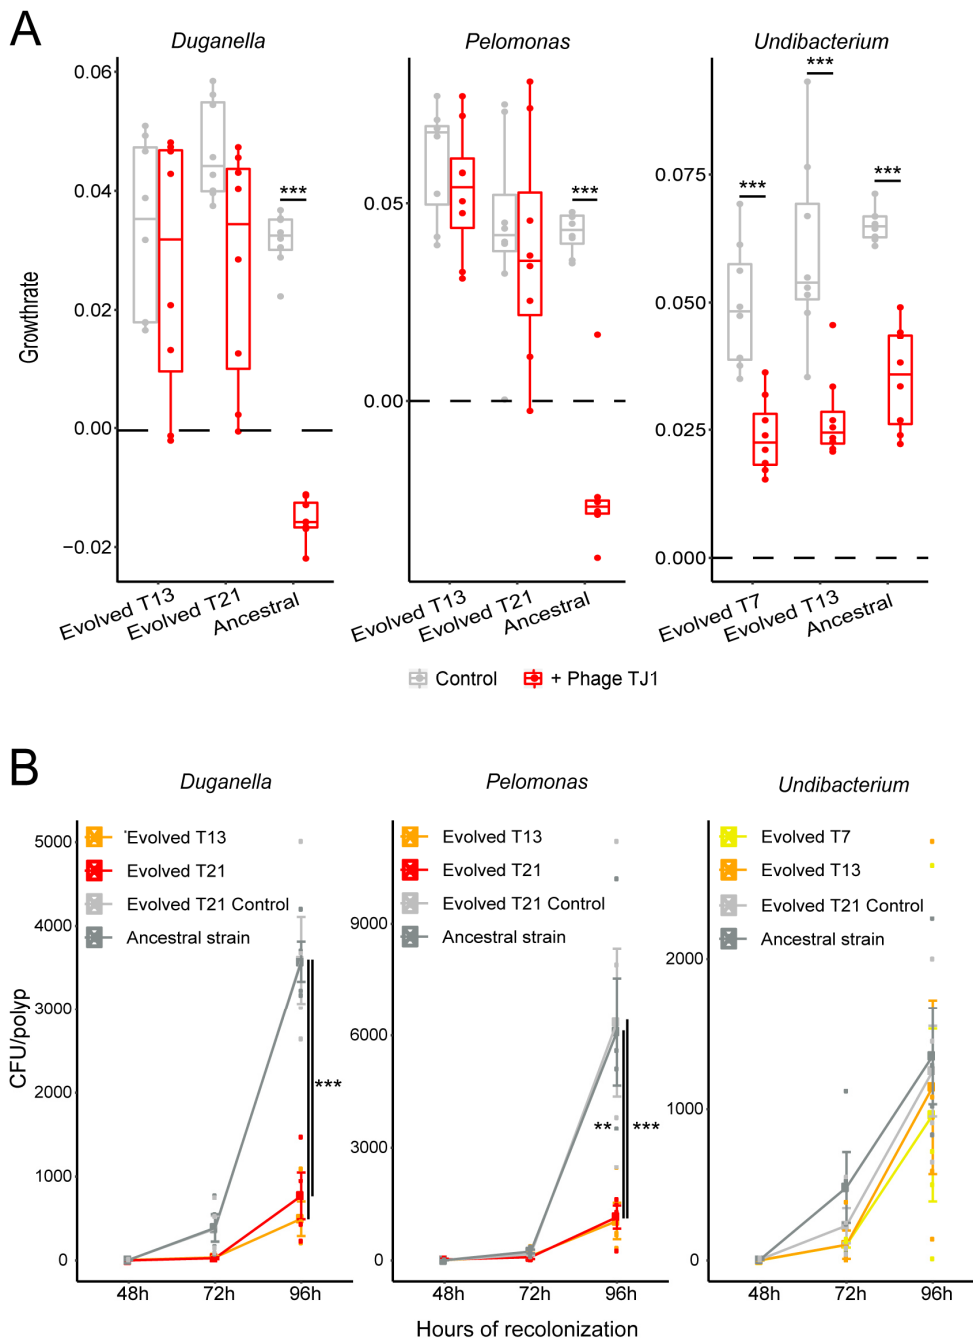 A
Duganella
Pelomonas
Undibacterium
Growthrate
0.06
0.04
0.02
0.00
−0.02
***
0.05
0.00
***
0.075
0.050
0.025
0.000
***
***
***
Evolved T13
Evolved T21
Ancestral
Evolved T13
Evolved T21
Ancestral
Evolved T7
Evolved T13
Ancestral
Control
+ Phage TJ1
B
Duganella
Pelomonas
Undibacterium
CFU/polyp
5000
4000
3000
2000
1000
0
Evolved T13
Evolved T21
Evolved T21 Control
Ancestral strain
***
9000
6000
3000
0
Evolved T13
Evolved T21
Evolved T21 Control
Ancestral strain
** ***
2000
1000
0
Evolved T7
Evolved T13
Evolved T21 Control
Ancestral strain
48h 72h 96h
48h 72h 96h
48h 72h 96h
Hours of recolonization